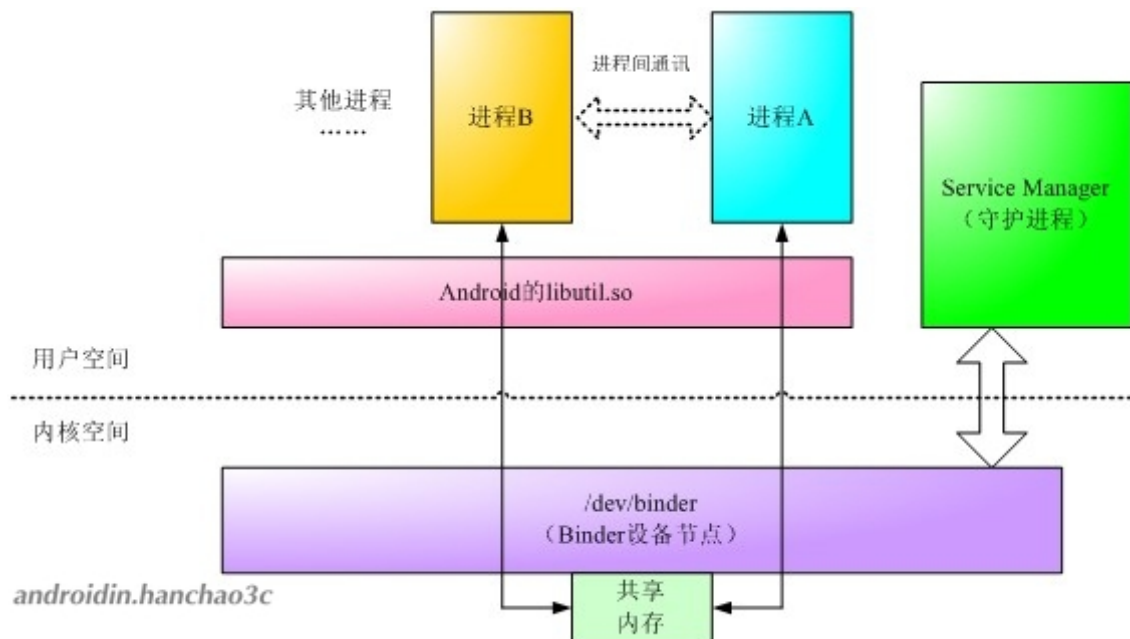 进程间通讯
其他进程
……
进程B
进程A
Service Manager
（守护进程）
Android的libutil.so
用户空间
内核空间
/dev/binder
（Binder设备节点）
androidin.hanchao3c
共享
内存